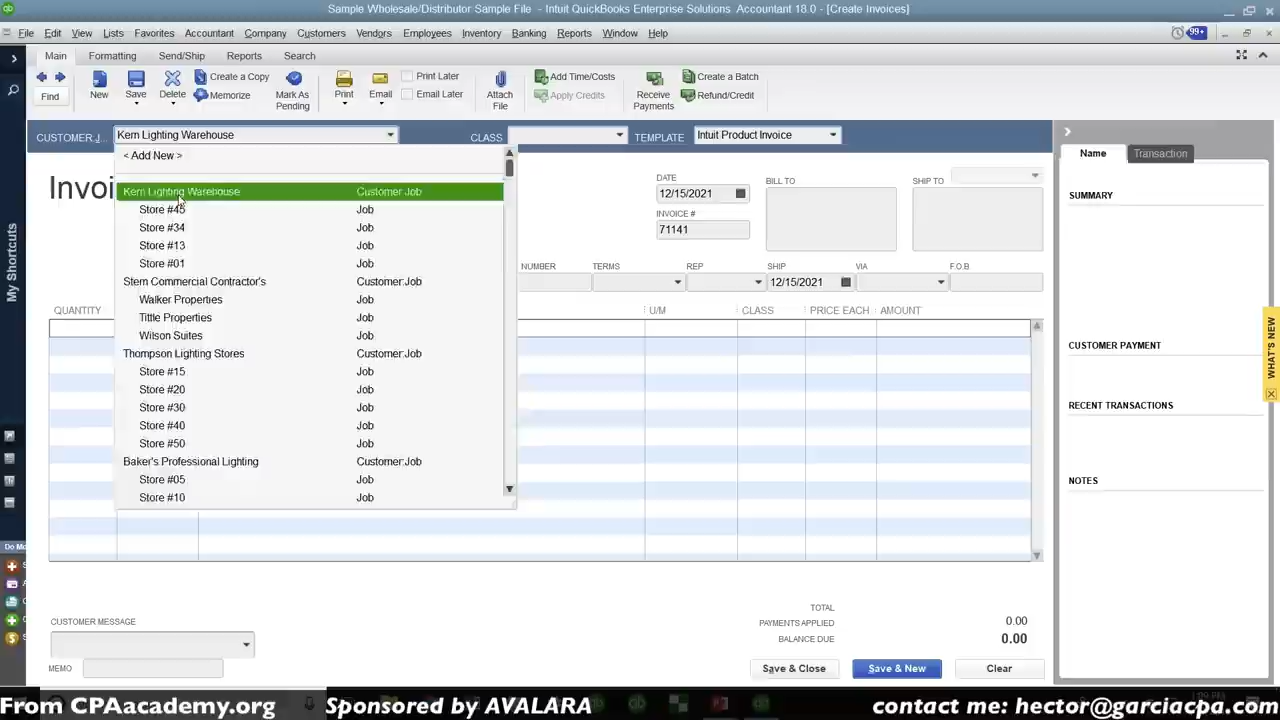 Sample Wholesale/Distributor Sample File - Intuit QuickBooks Enterprise Solutions Accountant 18.0 - [Create Invoices]
File Edit View Lists Favorites Accountant Company Customers Vendors Employees Inventory Banking Reports Window Help
99+
Main Formatting Send/Ship Reports Search
Find
New
Save
Delete
Create a Copy
Memorize
Mark As
Pending
Print
Email
Print Later
Email Later
Attach
File
Add Time/Costs
Apply Credits
Receive
Payments
Create a Batch
Refund/Credit
CUSTOMER:J... Kern Lighting Warehouse CLASS TEMPLATE Intuit Product Invoice
< Add New >
Kern Lighting Warehouse Customer:Job
Store #45 Job
Store #34 Job
Store #13 Job
Store #01 Job
Stern Commercial Contractor's Customer:Job
Walker Properties Job
Tittle Properties Job
Wilson Suites Job
Thompson Lighting Stores Customer:Job
Store #15 Job
Store #20 Job
Store #30 Job
Store #40 Job
Store #50 Job
Baker's Professional Lighting Customer:Job
Store #05 Job
Store #10 Job
Invoi
DATE
12/15/2021
INVOICE #
71141
BILL TO
SHIP TO
NUMBER TERMS REP SHIP VIA F.O.B
12/15/2021
QUANTITY U/M CLASS PRICE EACH AMOUNT
TOTAL
PAYMENTS APPLIED 0.00
BALANCE DUE 0.00
CUSTOMER MESSAGE
MEMO
Save & Close Save & New Clear
Name Transaction
SUMMARY
CUSTOMER PAYMENT
RECENT TRANSACTIONS
NOTES
WHAT'S NEW
My Shortcuts
Do Mo
From CPAacademy.org Sponsored by AVALARA contact me: hector@garciacpa.com